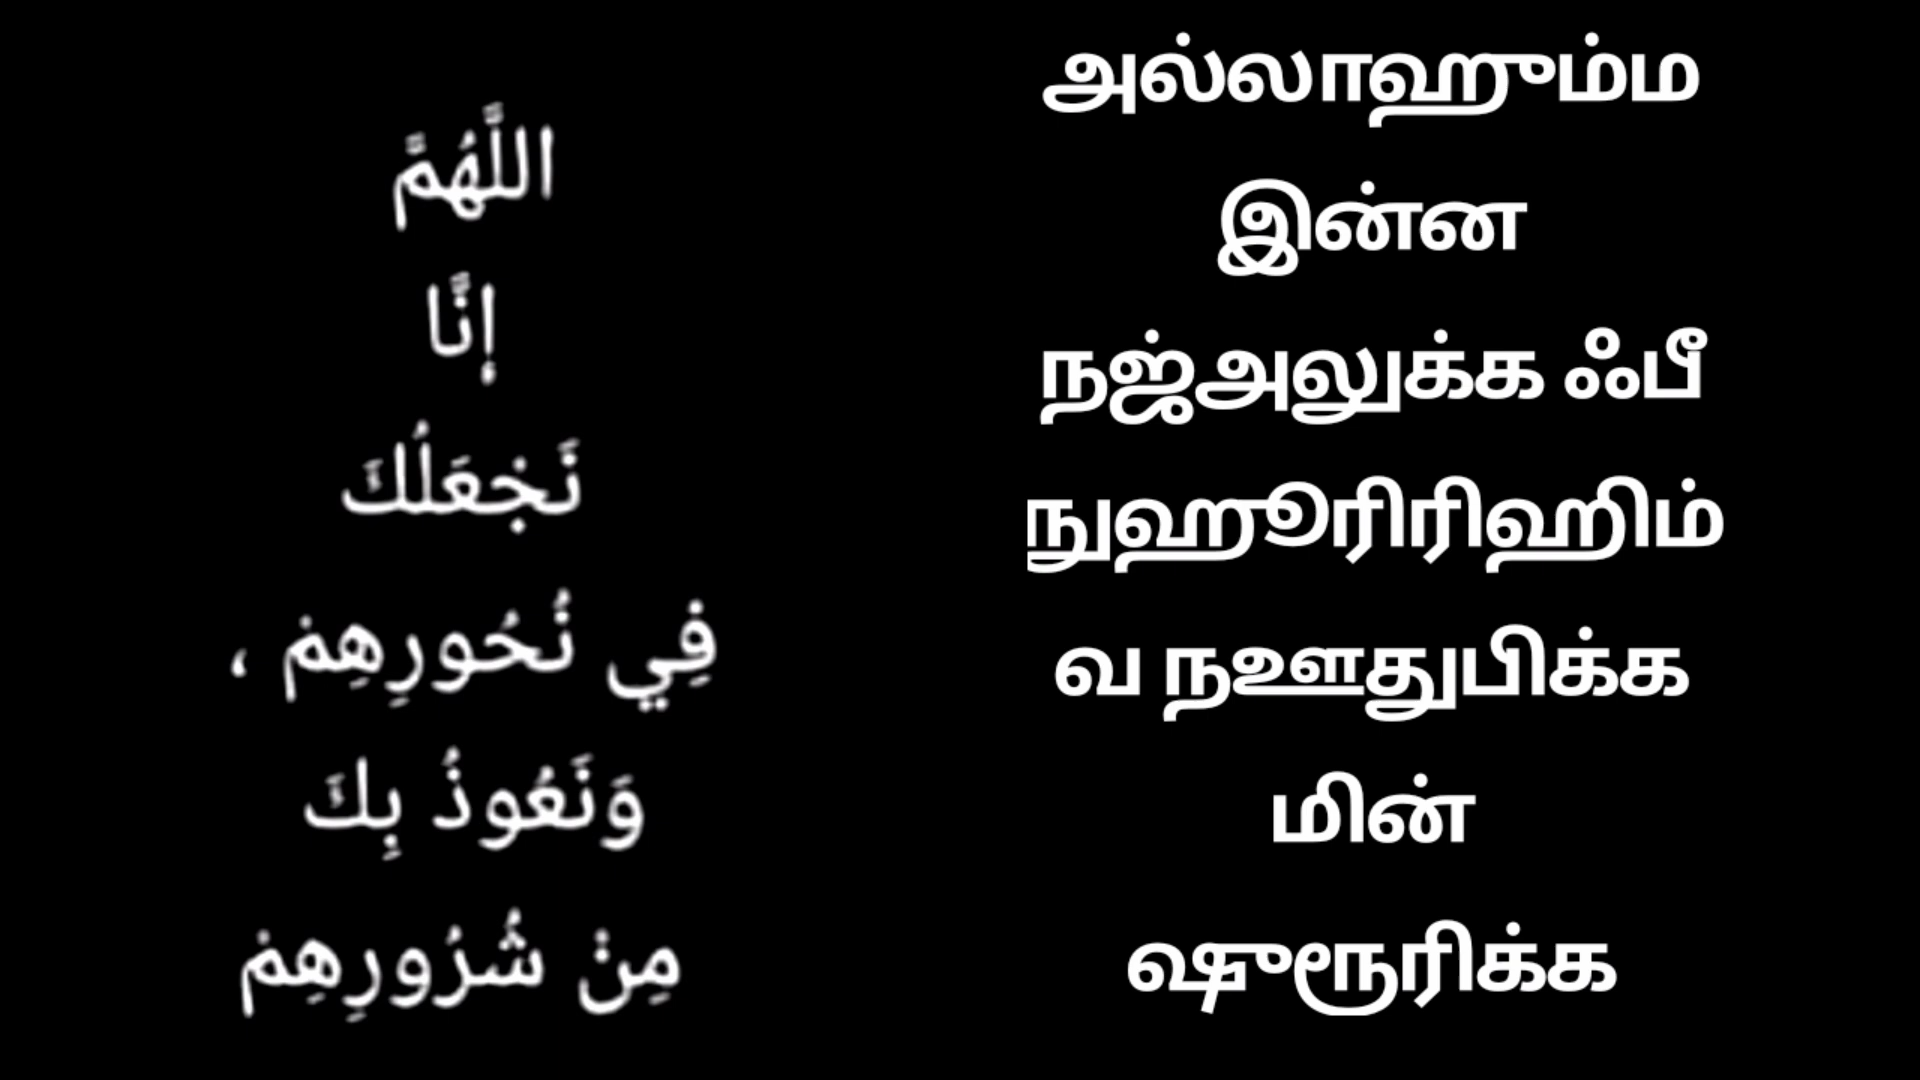 اللَّهُمَّ
إِنَّا
نَجْعَلُكَ
فِي نُحُورِهِمْ ،
وَنَعُوذُ بِكَ
مِنْ شُرُورِهِمْ
அல்லாஹும்ம
இன்ன
நஜ்அலுக்க ஃபீ
நுஹூரிரிஹிம்
வ நஊதுபிக்க
மின்
ஷுரூரிக்க